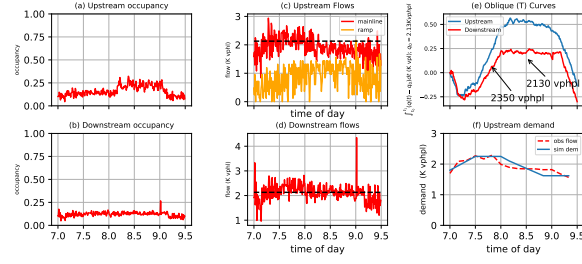 (a) Upstream occupancy
occupancy
1.00
0.75
0.50
0.25
0.00
(b) Downstream occupancy
occupancy
1.00
0.75
0.50
0.25
0.00
7.0 7.5 8.0 8.5 9.0 9.5
(c) Upstream Flows
flow (K vphl)
3
2
1
0
mainline
ramp
time of day
(d) Downstream flows
flow (K vphl)
4
3
2
1
7.0 7.5 8.0 8.5 9.0 9.5
time of day
(e) Oblique (T) Curves
0.50
0.25
0.00
−0.25
Upstream
Downstream
2130 vphpl
2350 vphpl
(f) Upstream demand
demand (K vphpl)
3
2
1
0
obs flow
sim dem
7.0 7.5 8.0 8.5 9.0 9.5
time of day